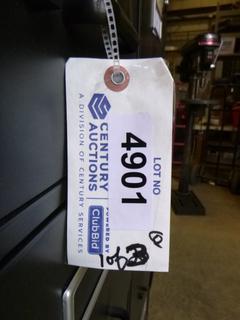 LOT NO
4901
CENTURY
AUCTIONS
A DIVISION OF CENTURY SERVICES
POWERED BY
ClubBid